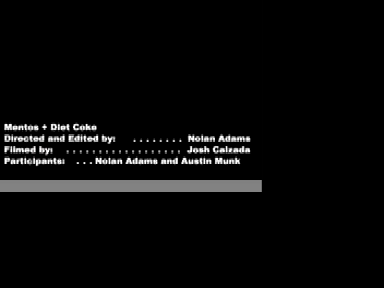 Mentos + Diet Coke
Directed and Edited by: . . . . . . . . Nolan Adams
Filmed by: . . . . . . . . . . . . . . . . . . Josh Calzada
Participants: . . . Nolan Adams and Austin Munk